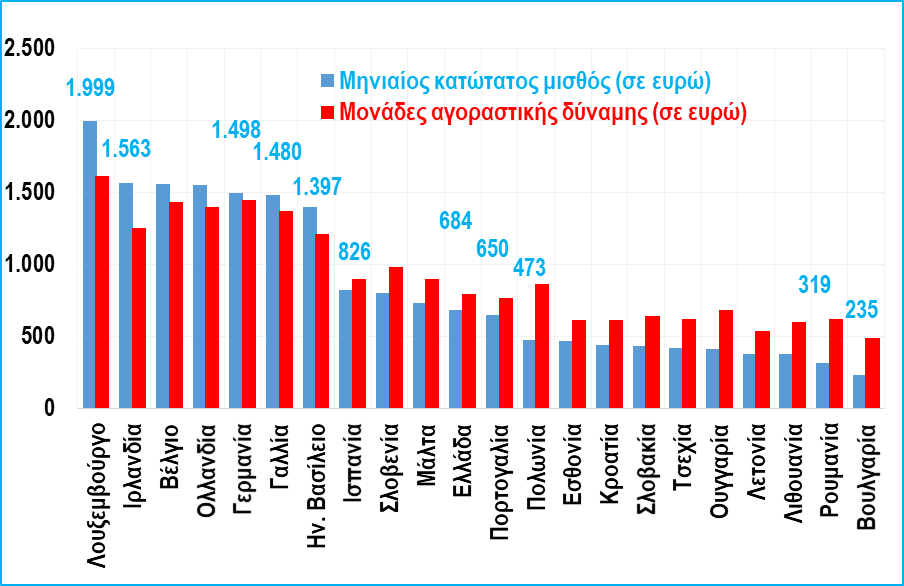 2.500
2.000
1.500
1.000
500
0
Μηνιαίος κατώτατος μισθός (σε ευρώ)
Μονάδες αγοραστικής δύναμης (σε ευρώ)
1.999
1.563
1.498
1.480
1.397
826
684
650
473
319
235
Λουξεμβούργο
Ιρλανδία
Βέλγιο
Ολλανδία
Γερμανία
Γαλλία
Ην. Βασίλειο
Ισπανία
Σλοβενία
Μάλτα
Ελλάδα
Πορτογαλία
Πολωνία
Εσθονία
Κροατία
Σλοβακία
Τσεχία
Ουγγαρία
Λετονία
Λιθουανία
Ρουμανία
Βουλγαρία